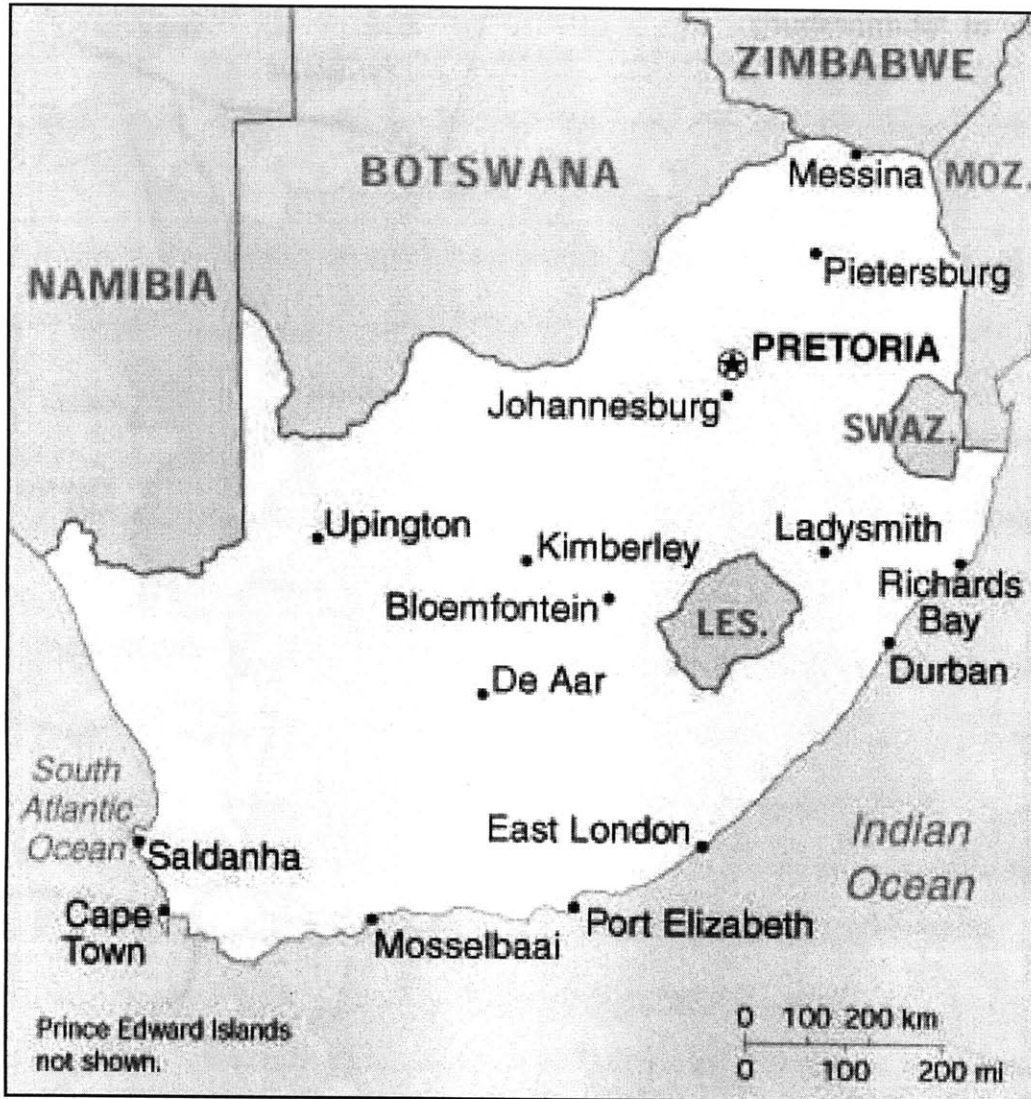 ZIMBABWE
BOTSWANA
Messina
MOZ.
NAMIBIA
Pietersburg
PRETORIA
Johannesburg
SWAZ.
Upington
Kimberley
Ladysmith
Bloemfontein
LES.
Richards
Bay
De Aar
Durban
South
Atlantic
Ocean
Saldanha
East London
Indian
Ocean
Cape
Town
Mosselbaai
Port Elizabeth
Prince Edward Islands
not shown.
0 100 200 km
0 100 200 mi